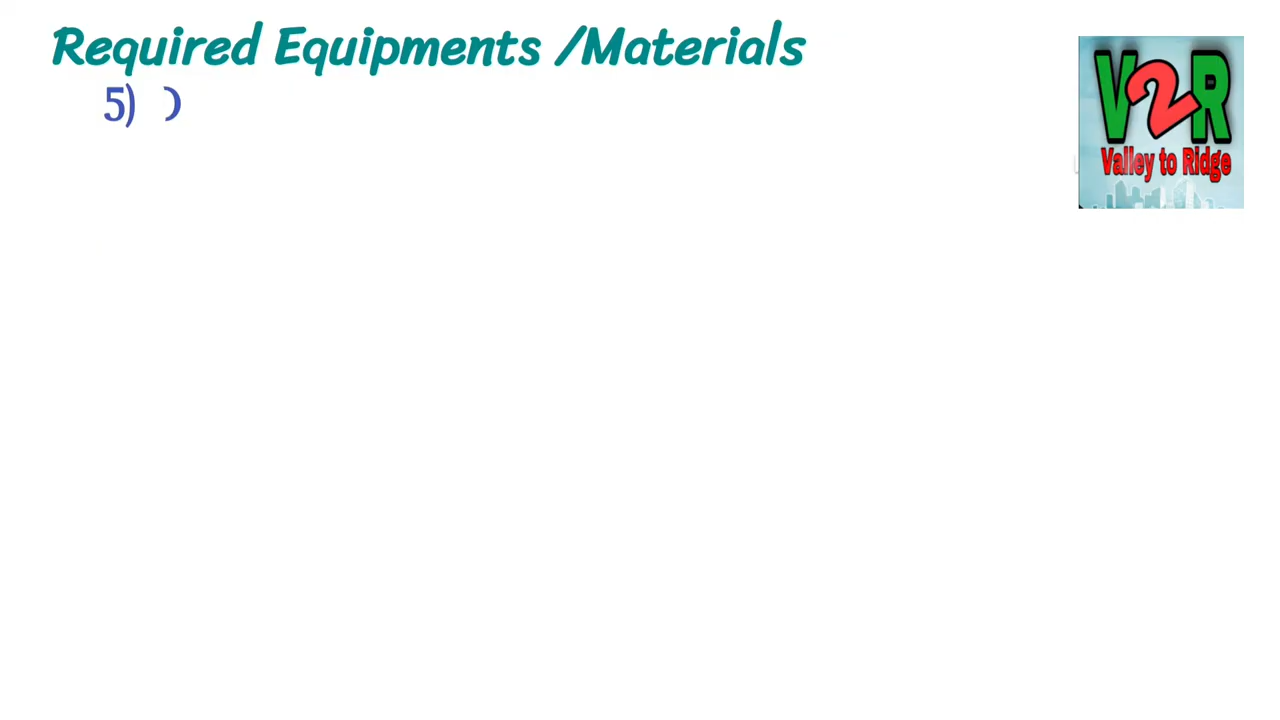 Required Equipments /Materials
5)
V2R
Valley to Ridge